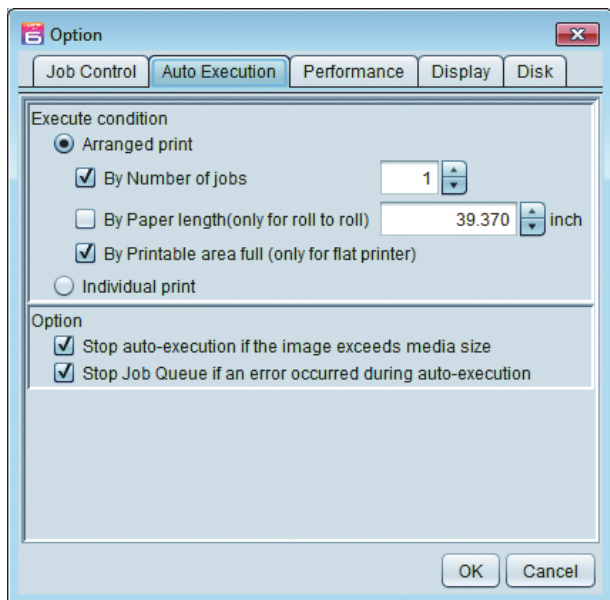 6 Option
Job Control Auto Execution Performance Display Disk
Execute condition
Arranged print
By Number of jobs 1
By Paper length(only for roll to roll) 39.370 inch
By Printable area full (only for flat printer)
Individual print
Option
Stop auto-execution if the image exceeds media size
Stop Job Queue if an error occurred during auto-execution
OK Cancel